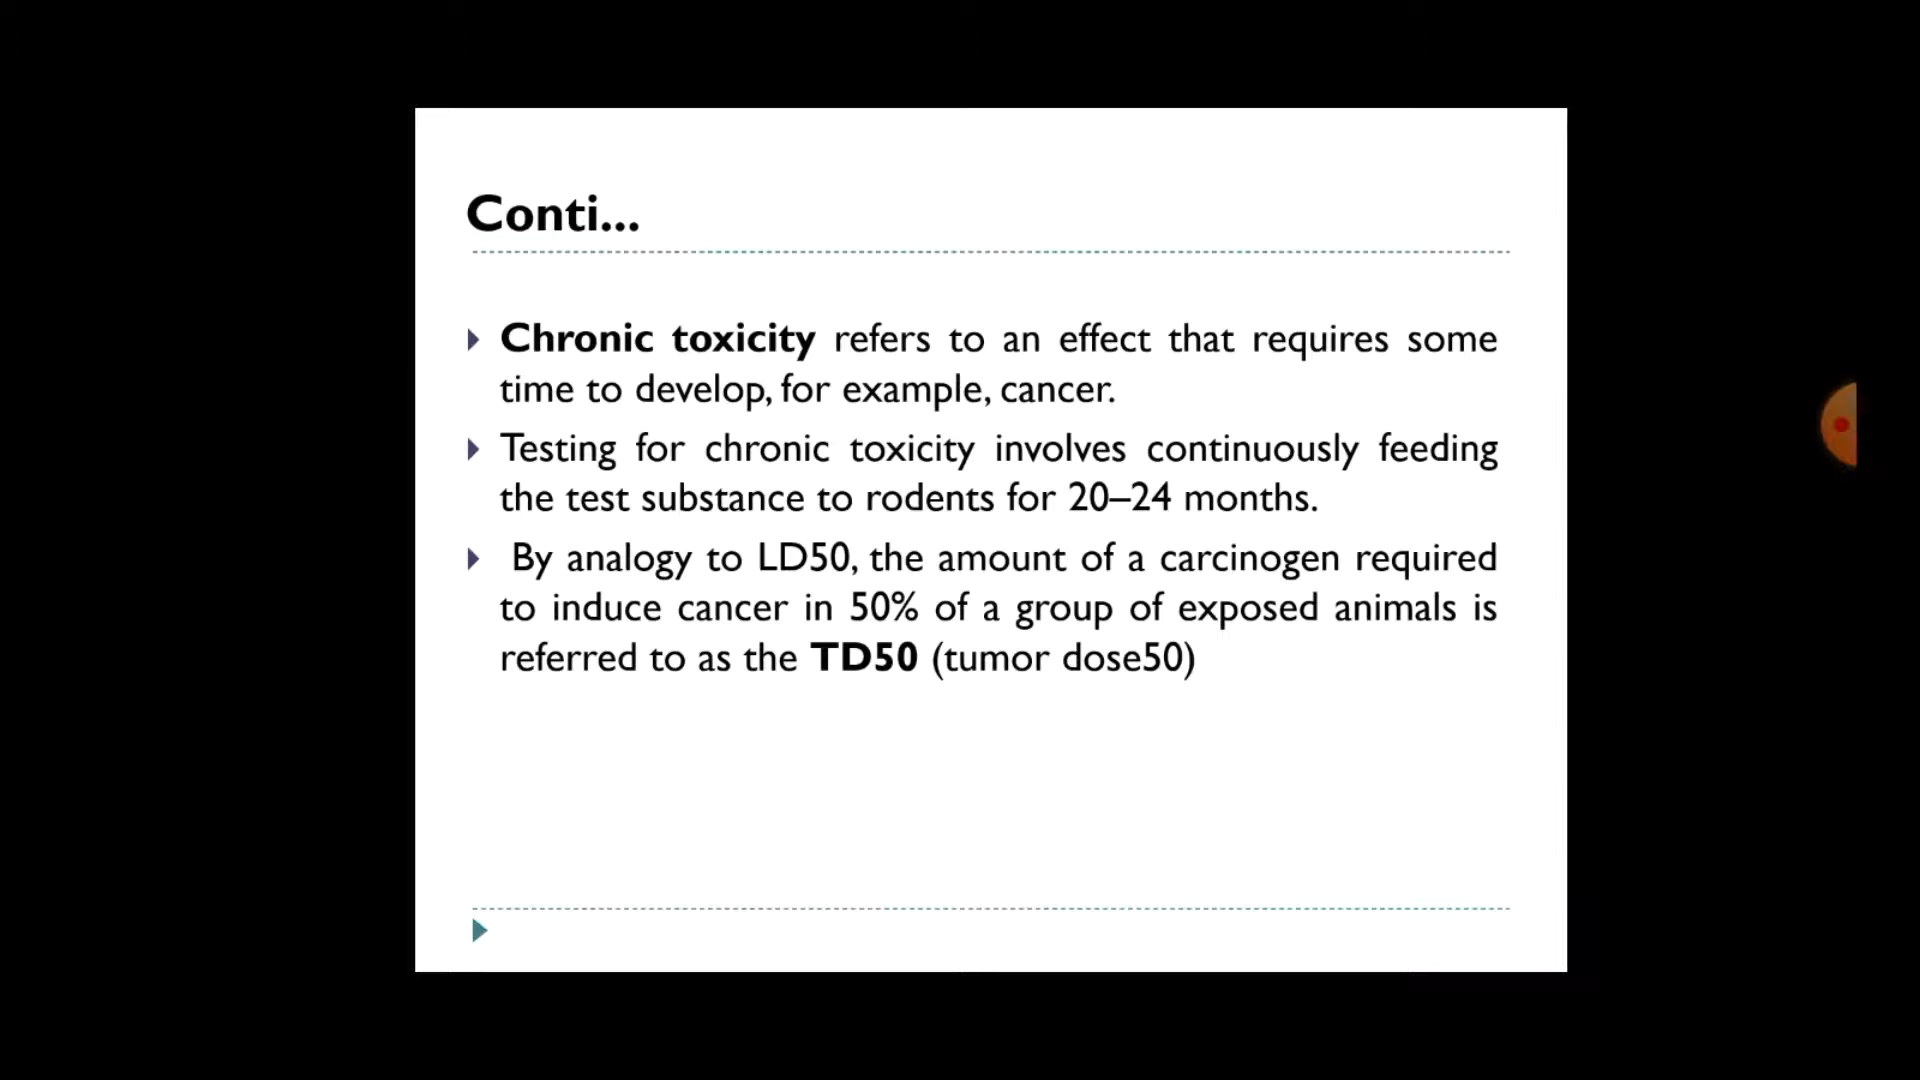 Conti...
Chronic toxicity refers to an effect that requires some
time to develop, for example, cancer.
Testing for chronic toxicity involves continuously feeding
the test substance to rodents for 20–24 months.
By analogy to LD50, the amount of a carcinogen required
to induce cancer in 50% of a group of exposed animals is
referred to as the TD50 (tumor dose50)